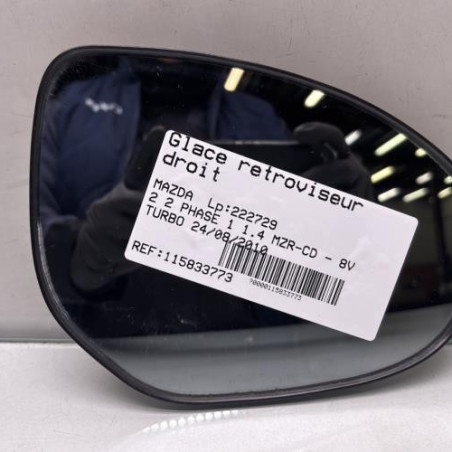 Glace retroviseur
droit
MAZDA Lp:222729
2 2 PHASE 1 1.4 MZR-CD - 8V
TURBO 24/08/2010
REF:115833773